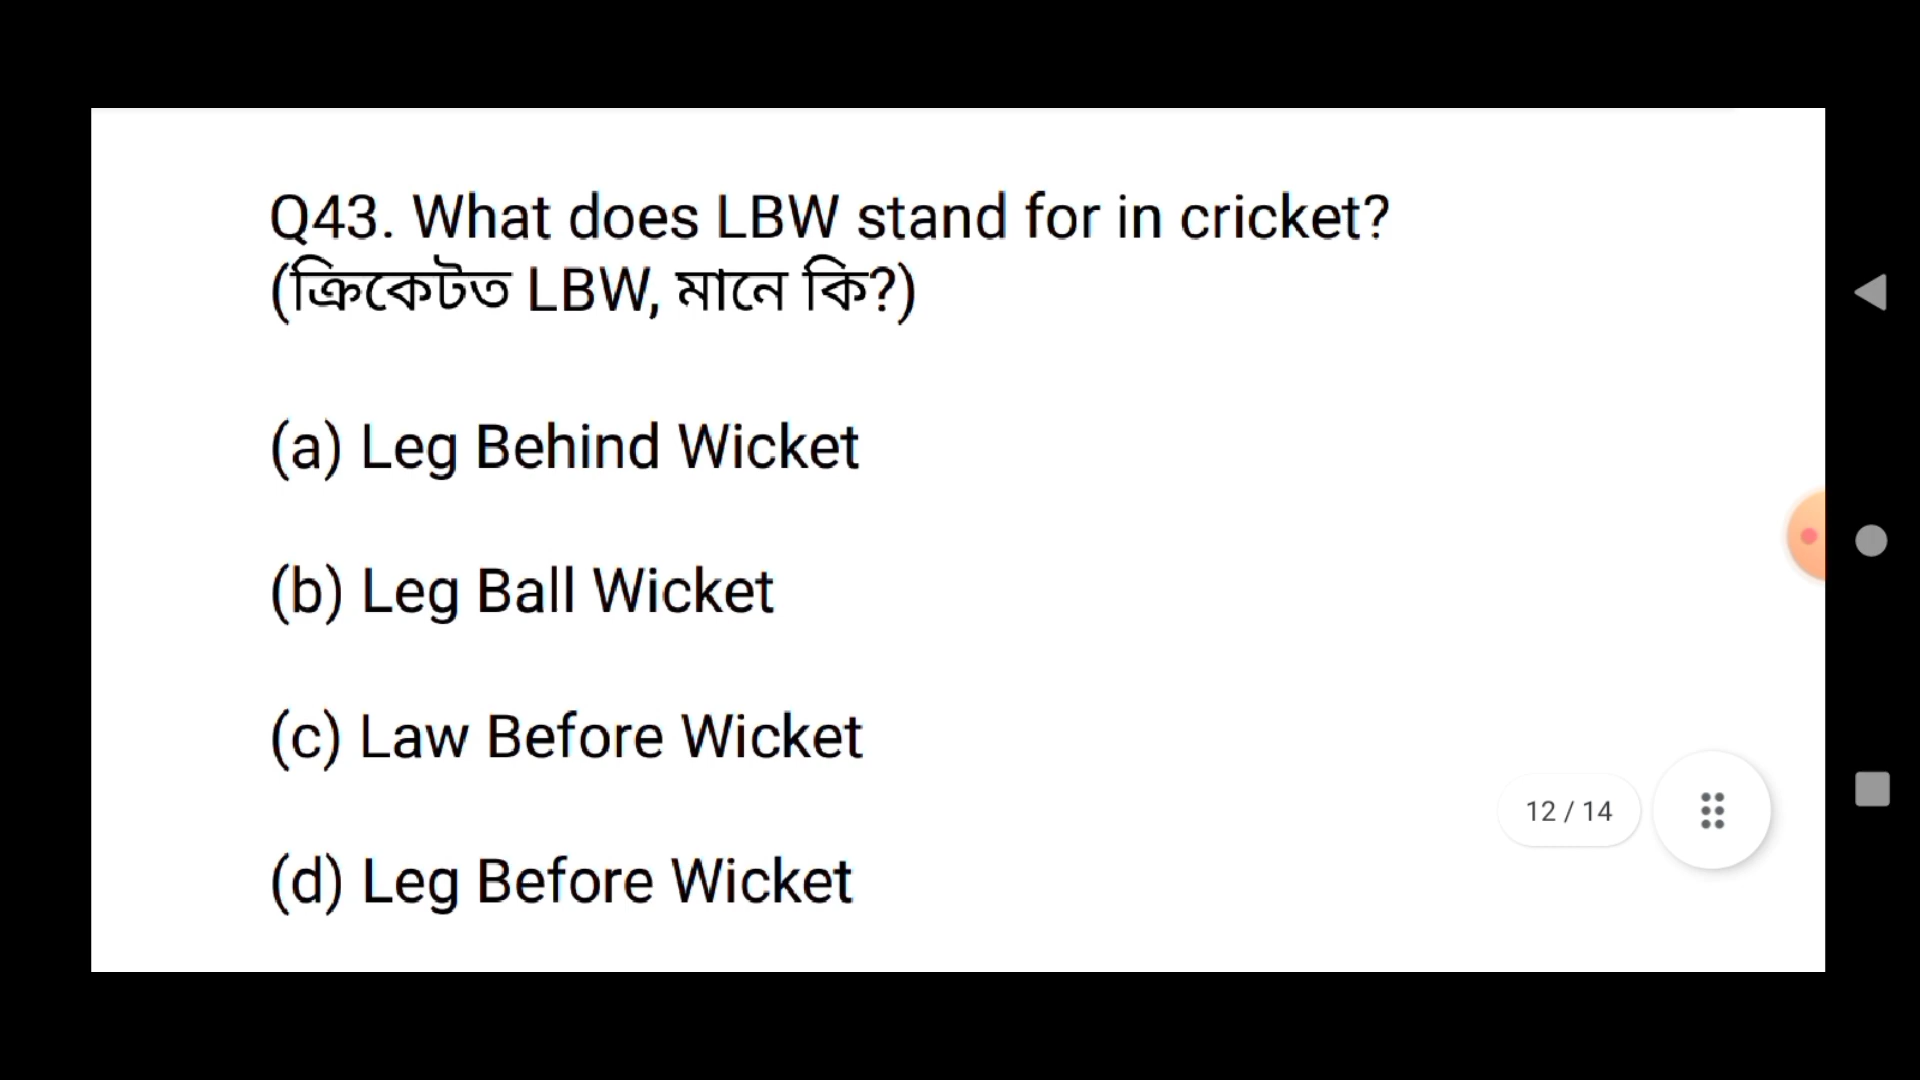 Q43. What does LBW stand for in cricket?
(ক্ৰিকেটত LBW, মানে কি?)
(a) Leg Behind Wicket
(b) Leg Ball Wicket
(c) Law Before Wicket
(d) Leg Before Wicket
12 / 14